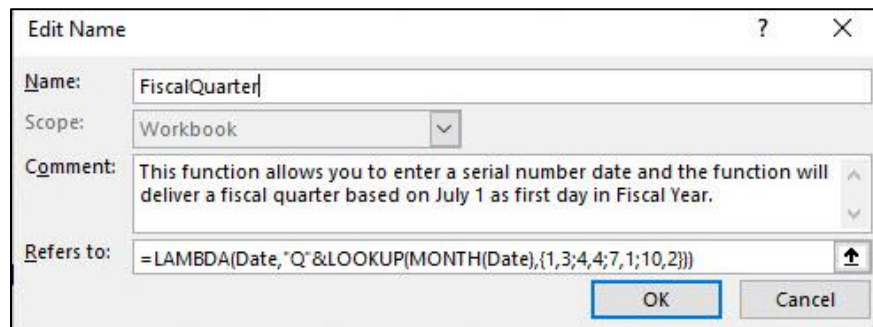 Edit Name ?
Name: FiscalQuarter
Scope: Workbook
Comment: This function allows you to enter a serial number date and the function will
deliver a fiscal quarter based on July 1 as first day in Fiscal Year.
Refers to: =LAMBDA(Date,"Q"&LOOKUP(MONTH(Date),{1,3;4,4;7,1;10,2}))
OK Cancel